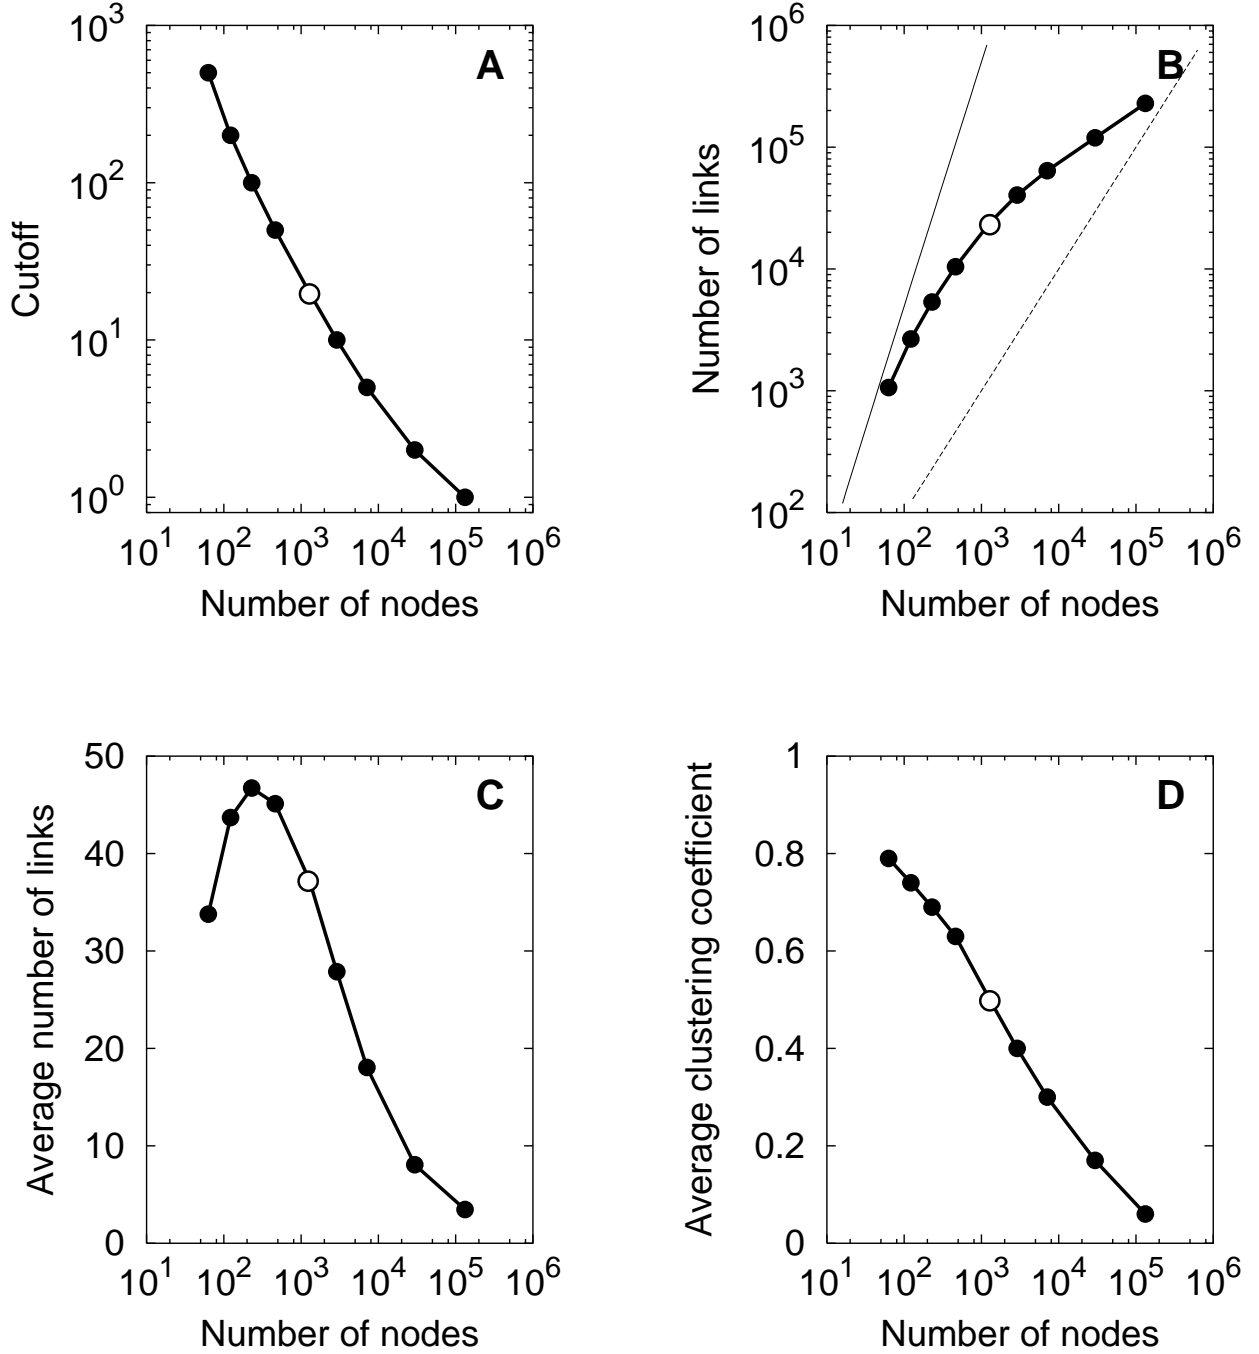 A
10³
10²
10¹
10⁰
Cutoff
10¹ 10² 10³ 10⁴ 10⁵ 10⁶
Number of nodes
B
10⁶
10⁵
10⁴
10³
10²
Number of links
10¹ 10² 10³ 10⁴ 10⁵ 10⁶
Number of nodes
C
50
40
30
20
10
0
Average number of links
10¹ 10² 10³ 10⁴ 10⁵ 10⁶
Number of nodes
D
1
0.8
0.6
0.4
0.2
0
Average clustering coefficient
10¹ 10² 10³ 10⁴ 10⁵ 10⁶
Number of nodes